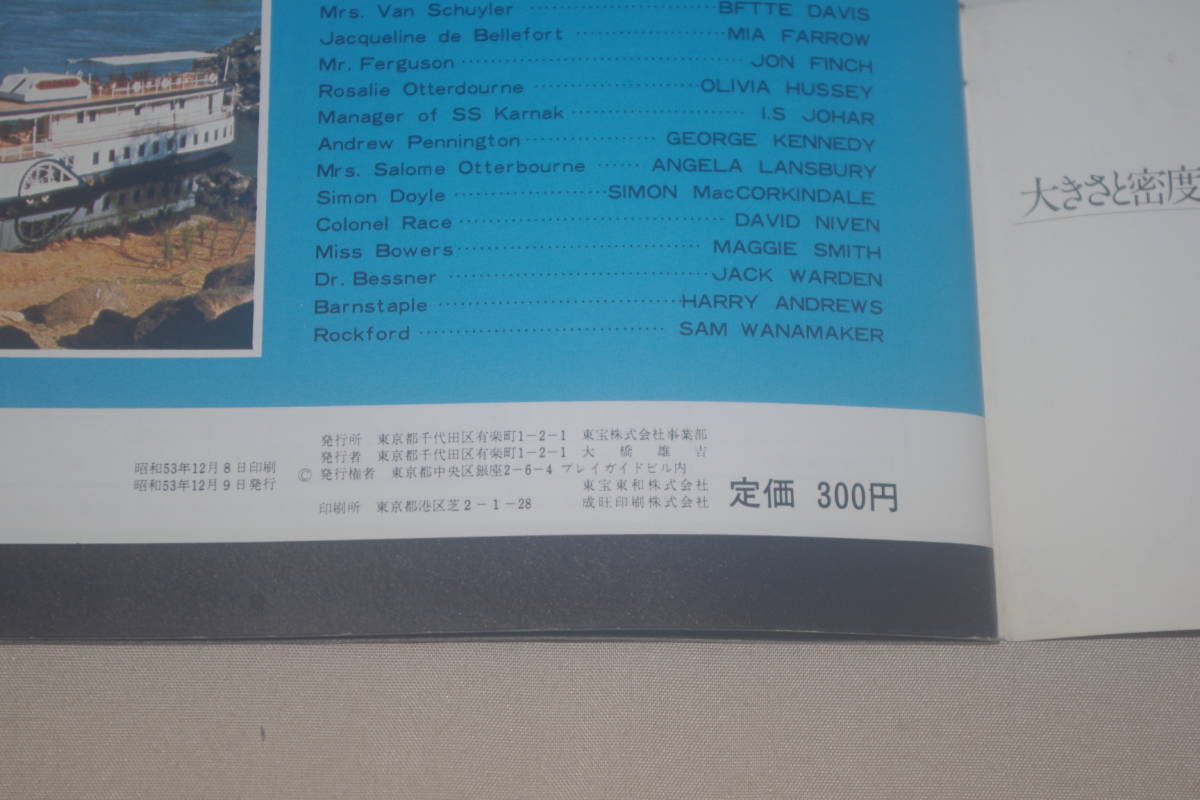 Mrs. Van Schuyler ························ BFTTE DAVIS
Jacqueline de Bellefort ···················· MIA FARROW
Mr. Ferguson ······································ JON FINCH
Rosalie Otterdourne ······················ OLIVIA HUSSEY
Manager of SS Karnak ························ I.S JOHAR
Andrew Pennington ·················· GEORGE KENNEDY
Mrs. Salome Otterbourne ······ ANGELA LANSBURY
Simon Doyle ···················· SIMON MacCORKINDALE
Colonel Race ··································· DAVID NIVEN
Miss Bowers ································ MAGGIE SMITH
Dr. Bessner ··································· JACK WARDEN
Barnstaple ································ HARRY ANDREWS
Rockford ································ SAM WANAMAKER
昭和53年12月8日印刷
昭和53年12月9日発行
発行所 東京都千代田区有楽町1-2-1 東宝株式会社事業部
発行者 東京都千代田区有楽町1-2-1 大橋雄吉
© 発行権者 東京都中央区銀座2-6-4 プレイガイドビル内
東宝東和株式会社
印刷所 東京都港区芝2-1-28 成旺印刷株式会社
定価 300円
大きさと密度